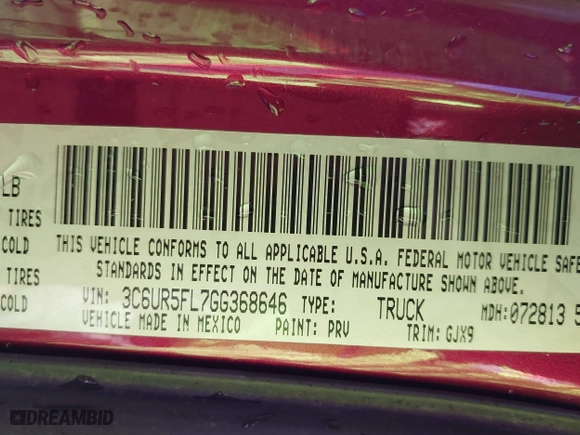 LB
TIRES
COLD
TIRES
COLD
THIS VEHICLE CONFORMS TO ALL APPLICABLE U.S.A. FEDERAL MOTOR VEHICLE SAFE
STANDARDS IN EFFECT ON THE DATE OF MANUFACTURE SHOWN ABOVE.
VIN: 3C6UR5FL7GG368646 TYPE: TRUCK MDH:072813 5
VEHICLE MADE IN MEXICO PAINT: PRV TRIM: GJX9
DREAMBID